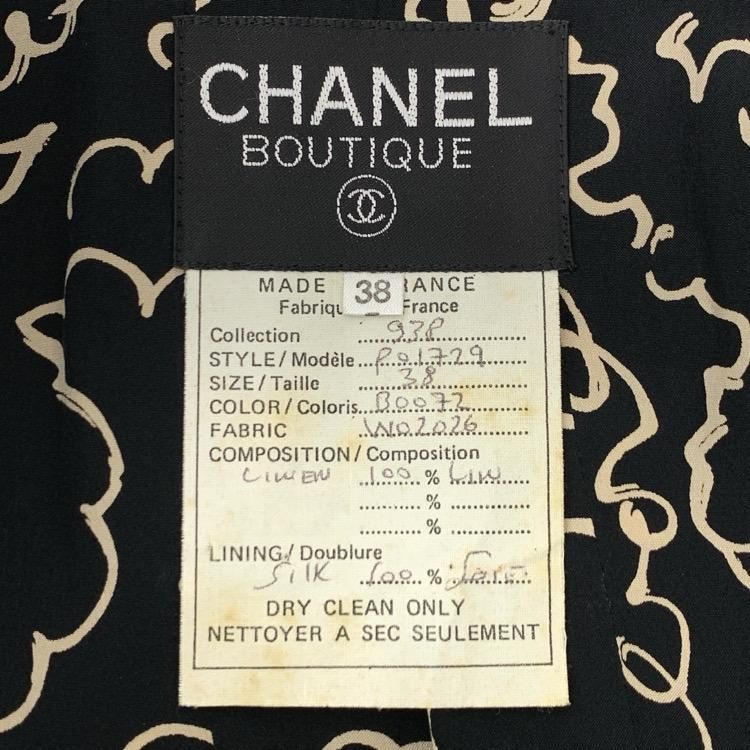 CHANEL
BOUTIQUE
MADE RANCE
38
Fabriqu France
Collection 93P
STYLE/Modèle P01729
SIZE/Taille 38
COLOR/Coloris B0072
FABRIC W02026
COMPOSITION/Composition
LINEN 100 % LIN
%
%
LINING/Doublure
SILK 100 % SOIE
DRY CLEAN ONLY
NETTOYER A SEC SEULEMENT